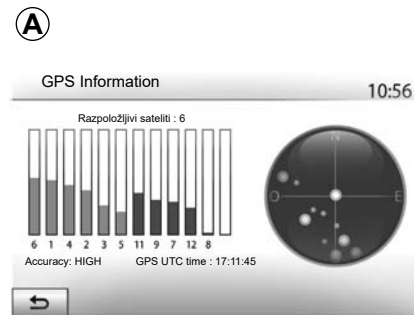 A
GPS Information
10:56
Razpoložljivi sateliti : 6
6 1 4 2 3 5 11 9 7 12 8
N
O E
Accuracy: HIGH GPS UTC time : 17:11:45